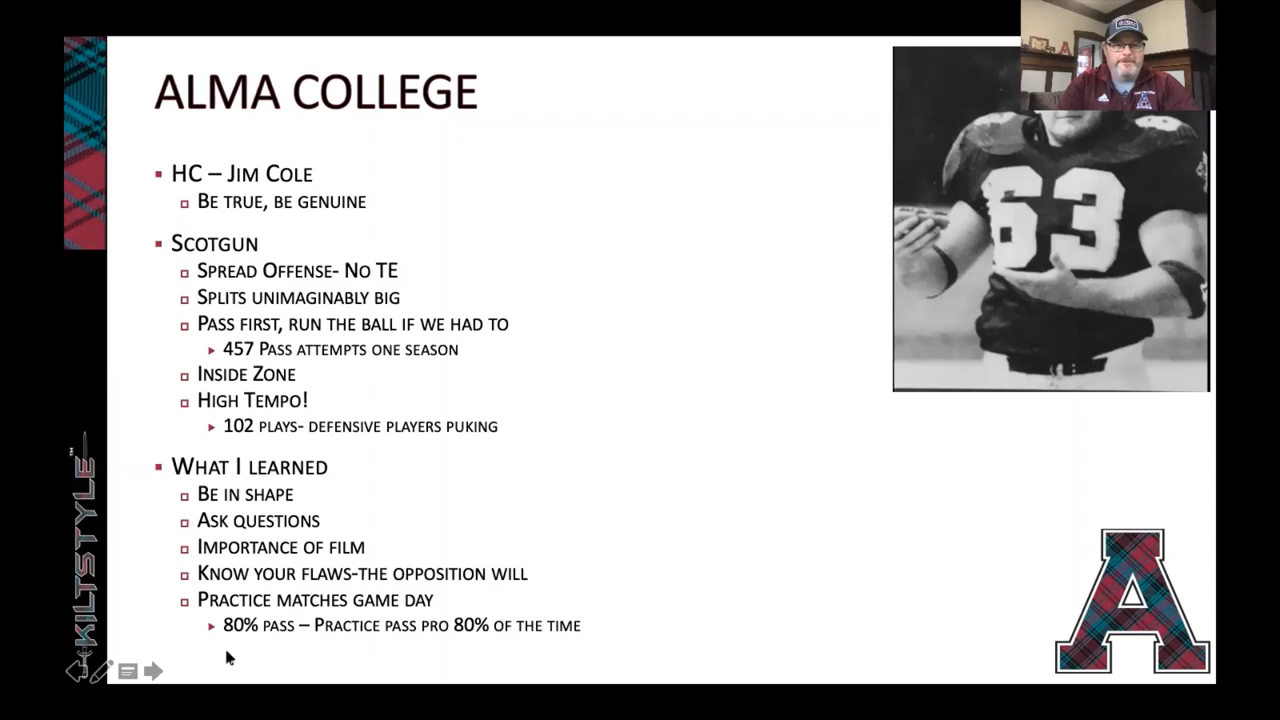 ALMA COLLEGE
HC – JIM COLE
BE TRUE, BE GENUINE
SCOTGUN
SPREAD OFFENSE- NO TE
SPLITS UNIMAGINABLY BIG
PASS FIRST, RUN THE BALL IF WE HAD TO
457 PASS ATTEMPTS ONE SEASON
INSIDE ZONE
HIGH TEMPO!
102 PLAYS- DEFENSIVE PLAYERS PUKING
WHAT I LEARNED
BE IN SHAPE
ASK QUESTIONS
IMPORTANCE OF FILM
KNOW YOUR FLAWS-THE OPPOSITION WILL
PRACTICE MATCHES GAME DAY
80% PASS – PRACTICE PASS PRO 80% OF THE TIME
KILTSTYLE™
63
A
A